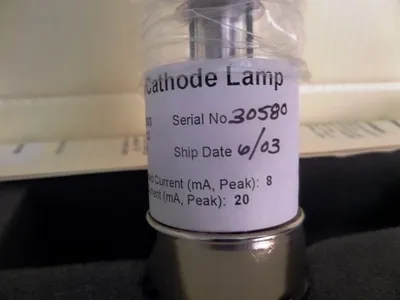 Cathode Lamp
Serial No. 30580
Ship Date 6/03
Current (mA, Peak): 8
(mA, Peak): 20